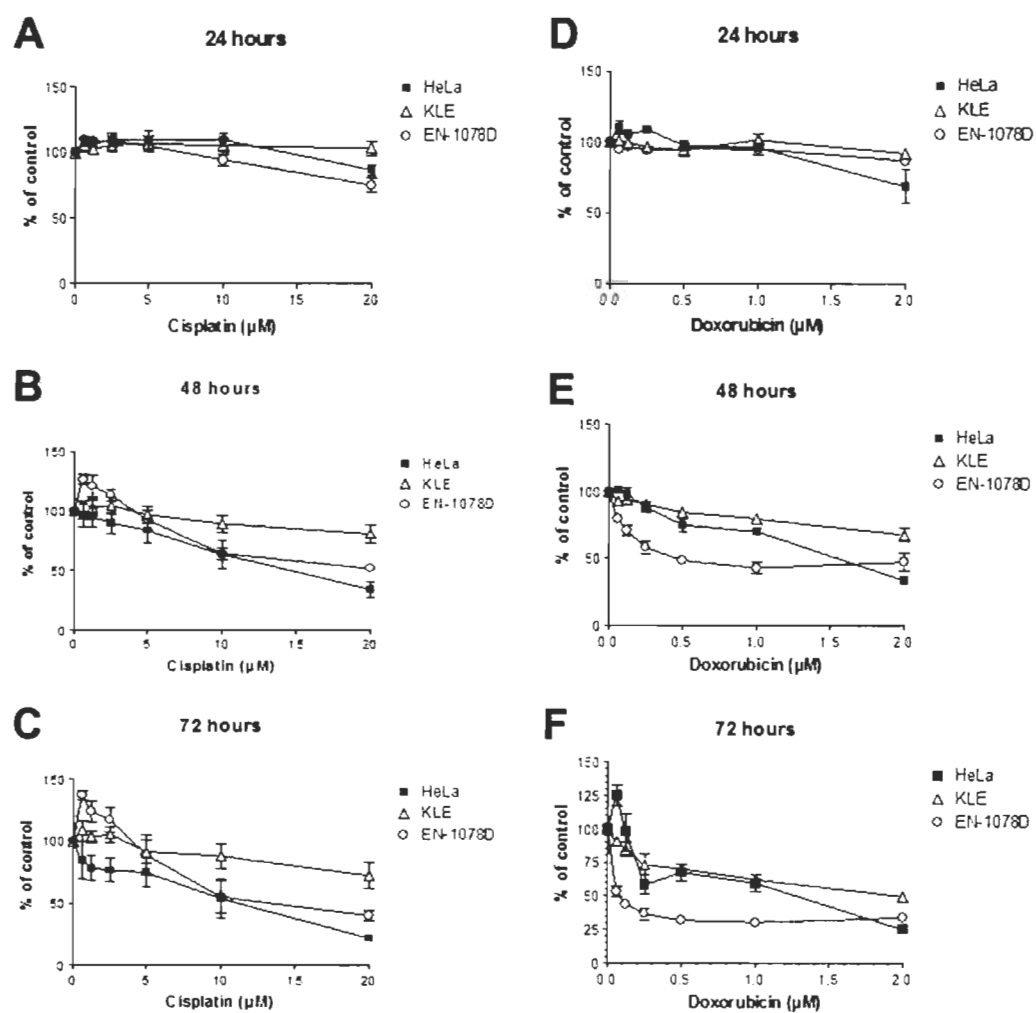 A
24 hours
% of control
150
100
50
0
0
5
10
15
20
Cisplatin (µM)
HeLa
KLE
EN-1078D
D
24 hours
% of control
150
100
50
0
0.0
0.5
1.0
1.5
2.0
Doxorubicin (µM)
HeLa
KLE
EN-1078D
B
48 hours
% of control
150
100
50
0
0
5
10
15
20
Cisplatin (µM)
HeLa
KLE
EN-1078D
E
48 hours
% of control
150
100
50
0
0.0
0.5
1.0
1.5
2.0
Doxorubicin (µM)
HeLa
KLE
EN-1078D
C
72 hours
% of control
150
100
50
0
0
5
10
15
20
Cisplatin (µM)
HeLa
KLE
EN-1078D
F
72 hours
% of control
150
125
100
75
50
25
0
0.0
0.5
1.0
1.5
2.0
Doxorubicin (µM)
HeLa
KLE
EN-1078D